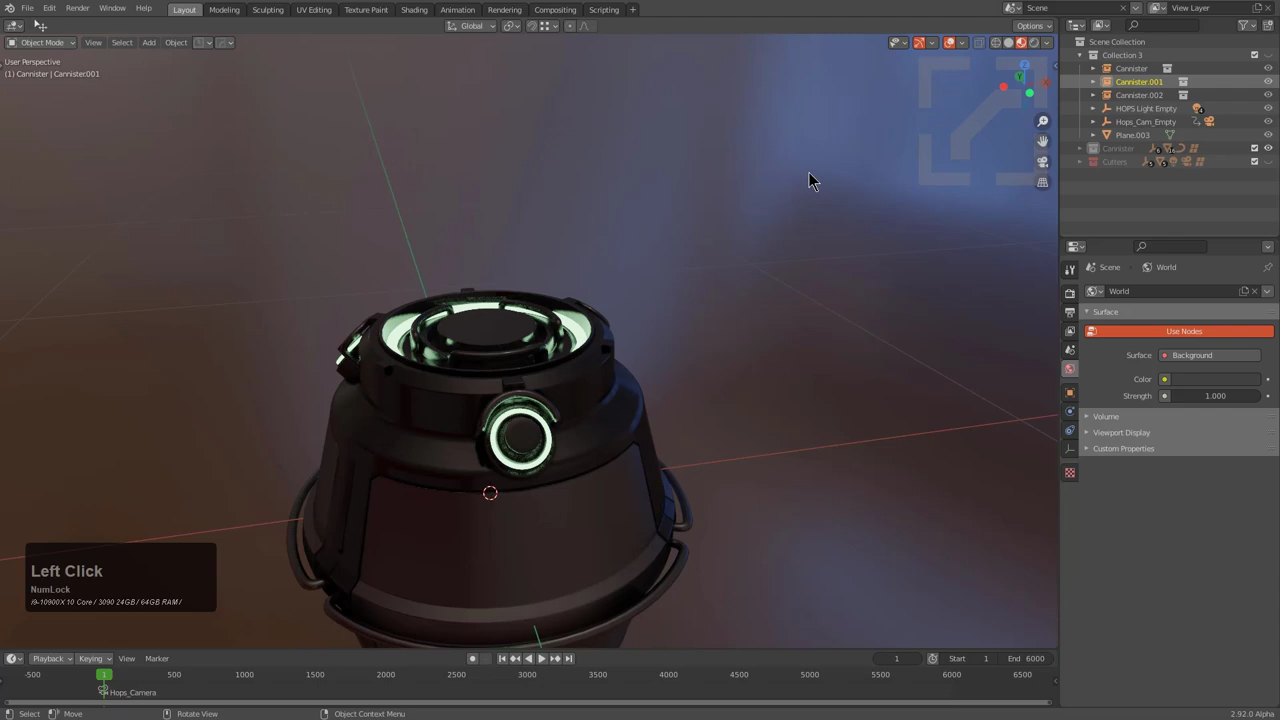 File Edit Render Window Help
Layout Modeling Sculpting UV Editing Texture Paint Shading Animation Rendering Compositing Scripting +
Scene View Layer
Global Options
Object Mode View Select Add Object
User Perspective
(1) Cannister | Cannister.001
Z
Y
X
Scene Collection
Collection 3
Cannister
Cannister.001
Cannister.002
HOPS Light Empty 4
Hops_Cam_Empty
Plane.003
Cannister 6 16
Cutters 5 5
Scene World
World
Surface
Use Nodes
Surface Background
Color
Strength 1.000
Volume
Viewport Display
Custom Properties
Left Click
NumLock
i9-10900X 10 Core / 3090 24GB / 64GB RAM /
Playback Keying View Marker 1 Start 1 End 6000
-500 1 500 1000 1500 2000 2500 3000 3500 4000 4500 5000 5500 6000 6500
Hops_Camera
Select Move Rotate View Object Context Menu 2.92.0 Alpha